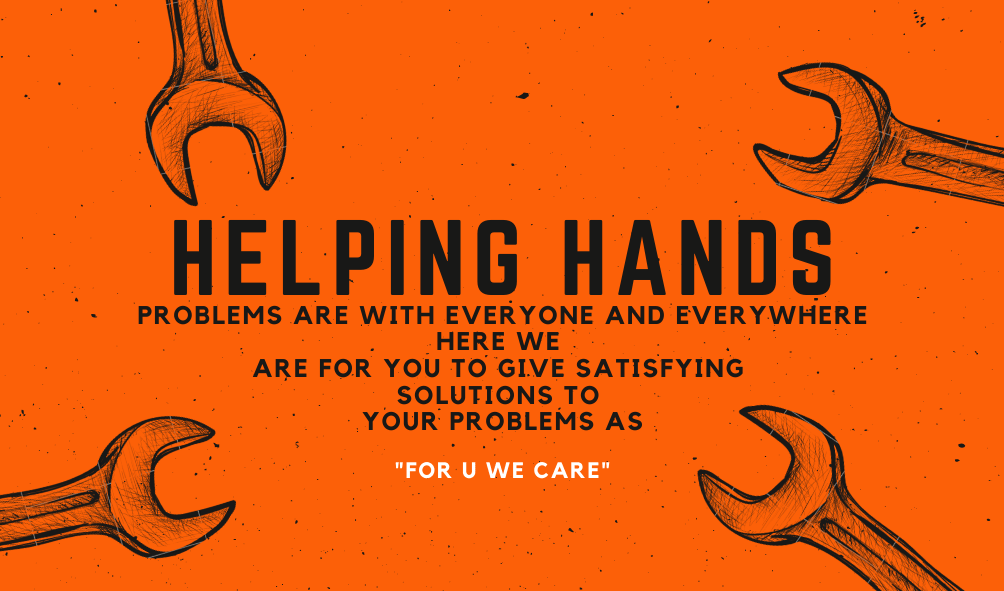 HELPING HANDS
PROBLEMS ARE WITH EVERYONE AND EVERYWHERE
HERE WE
ARE FOR YOU TO GIVE SATISFYING
SOLUTIONS TO
YOUR PROBLEMS AS
"FOR U WE CARE"